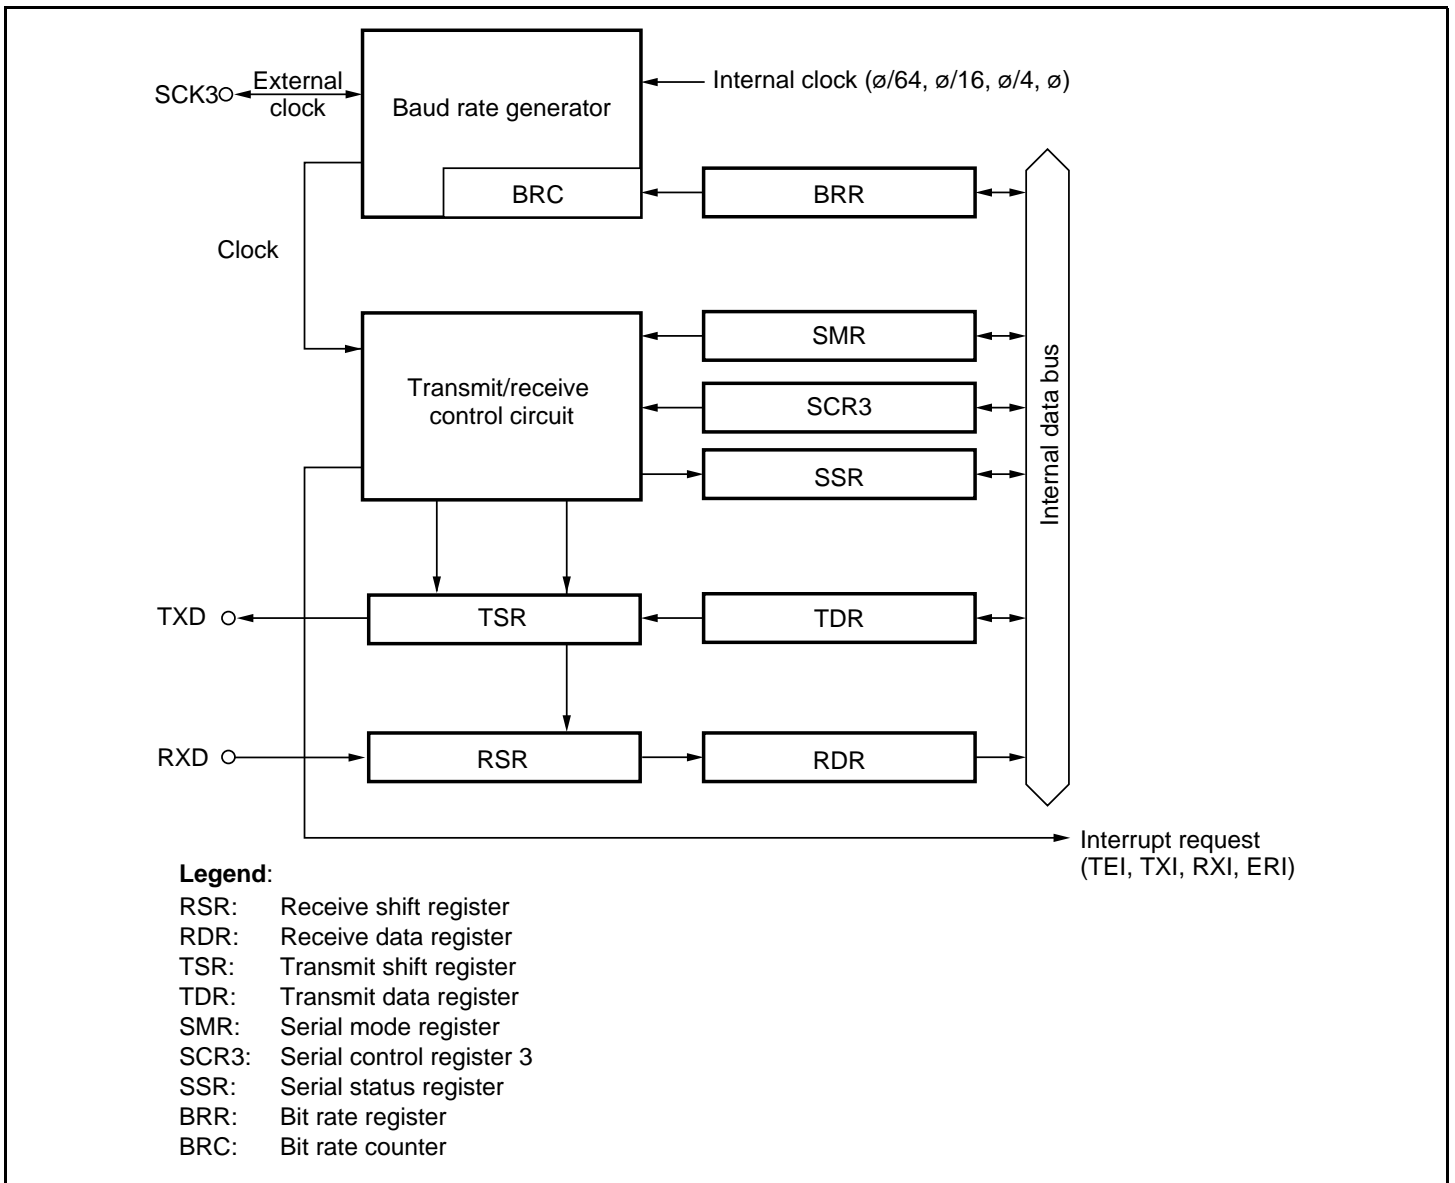 SCK3
External
clock
Baud rate generator
Internal clock (ø/64, ø/16, ø/4, ø)
BRC
BRR
Clock
Transmit/receive
control circuit
SMR
SCR3
SSR
Internal data bus
TXD
TSR
TDR
RXD
RSR
RDR
Interrupt request
(TEI, TXI, RXI, ERI)
Legend:
RSR: Receive shift register
RDR: Receive data register
TSR: Transmit shift register
TDR: Transmit data register
SMR: Serial mode register
SCR3: Serial control register 3
SSR: Serial status register
BRR: Bit rate register
BRC: Bit rate counter